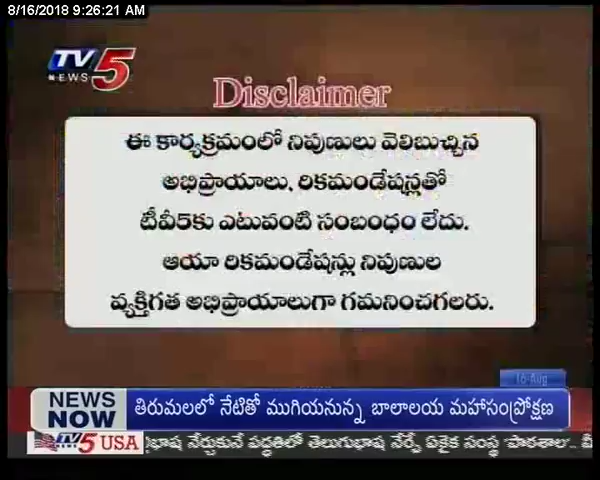 8/16/2018 9:26:21 AM
TV5
NEWS
Disclaimer
ఈ కార్యక్రమంలో నిపుణులు వెలిబుచ్చిన
అభిప్రాయాలు, రికమండేషన్లతో
టీవీ5కు ఎటువంటి సంబంధం లేదు.
ఆయా రికమండేషన్లు నిపుణుల
వ్యక్తిగత అభిప్రాయాలుగా గమనించగలరు.
16-Aug
NEWS NOW తిరుమలలో నేటితో ముగియనున్న బాలాలయ మహాసంప్రోక్షణ
TV5 USA భాష నేర్చుకునే పద్ధతిలో తెలుగుభాష నేర్పే ఏకైక సంస్థ 'పాఠశాల'..